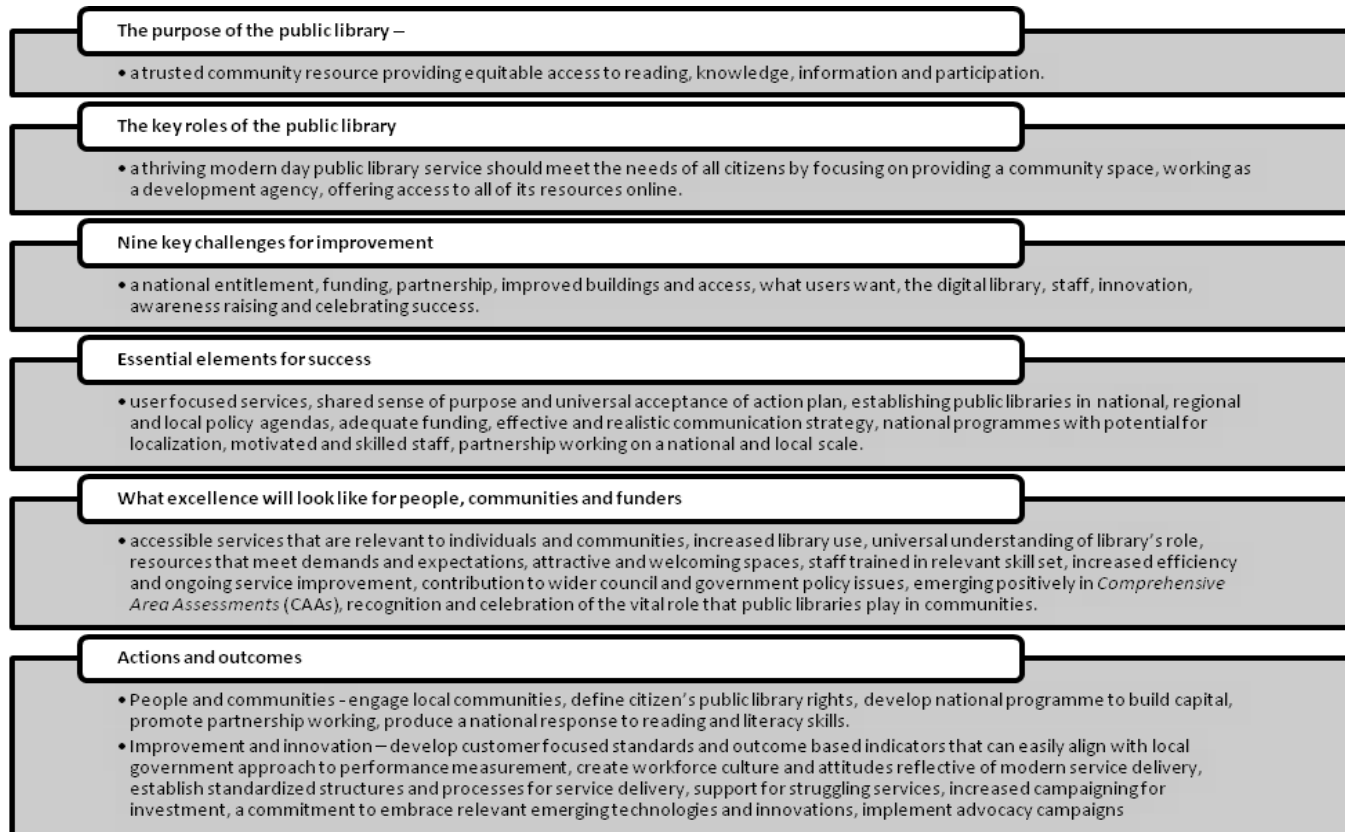 The purpose of the public library –
• a trusted community resource providing equitable access to reading, knowledge, information and participation.
The key roles of the public library
• a thriving modern day public library service should meet the needs of all citizens by focusing on providing a community space, working as
a development agency, offering access to all of its resources online.
Nine key challenges for improvement
• a national entitlement, funding, partnership, improved buildings and access, what users want, the digital library, staff, innovation,
awareness raising and celebrating success.
Essential elements for success
• user focused services, shared sense of purpose and universal acceptance of action plan, establishing public libraries in national, regional
and local policy agendas, adequate funding, effective and realistic communication strategy, national programmes with potential for
localization, motivated and skilled staff, partnership working on a national and local scale.
What excellence will look like for people, communities and funders
• accessible services that are relevant to individuals and communities, increased library use, universal understanding of library's role,
resources that meet demands and expectations, attractive and welcoming spaces, staff trained in relevant skill set, increased efficiency
and ongoing service improvement, contribution to wider council and government policy issues, emerging positively in Comprehensive
Area Assessments (CAAs), recognition and celebration of the vital role that public libraries play in communities.
Actions and outcomes
• People and communities - engage local communities, define citizen's public library rights, develop national programme to build capital,
promote partnership working, produce a national response to reading and literacy skills.
• Improvement and innovation – develop customer focused standards and outcome based indicators that can easily align with local
government approach to performance measurement, create workforce culture and attitudes reflective of modern service delivery,
establish standardized structures and processes for service delivery, support for struggling services, increased campaigning for
investment, a commitment to embrace relevant emerging technologies and innovations, implement advocacy campaigns